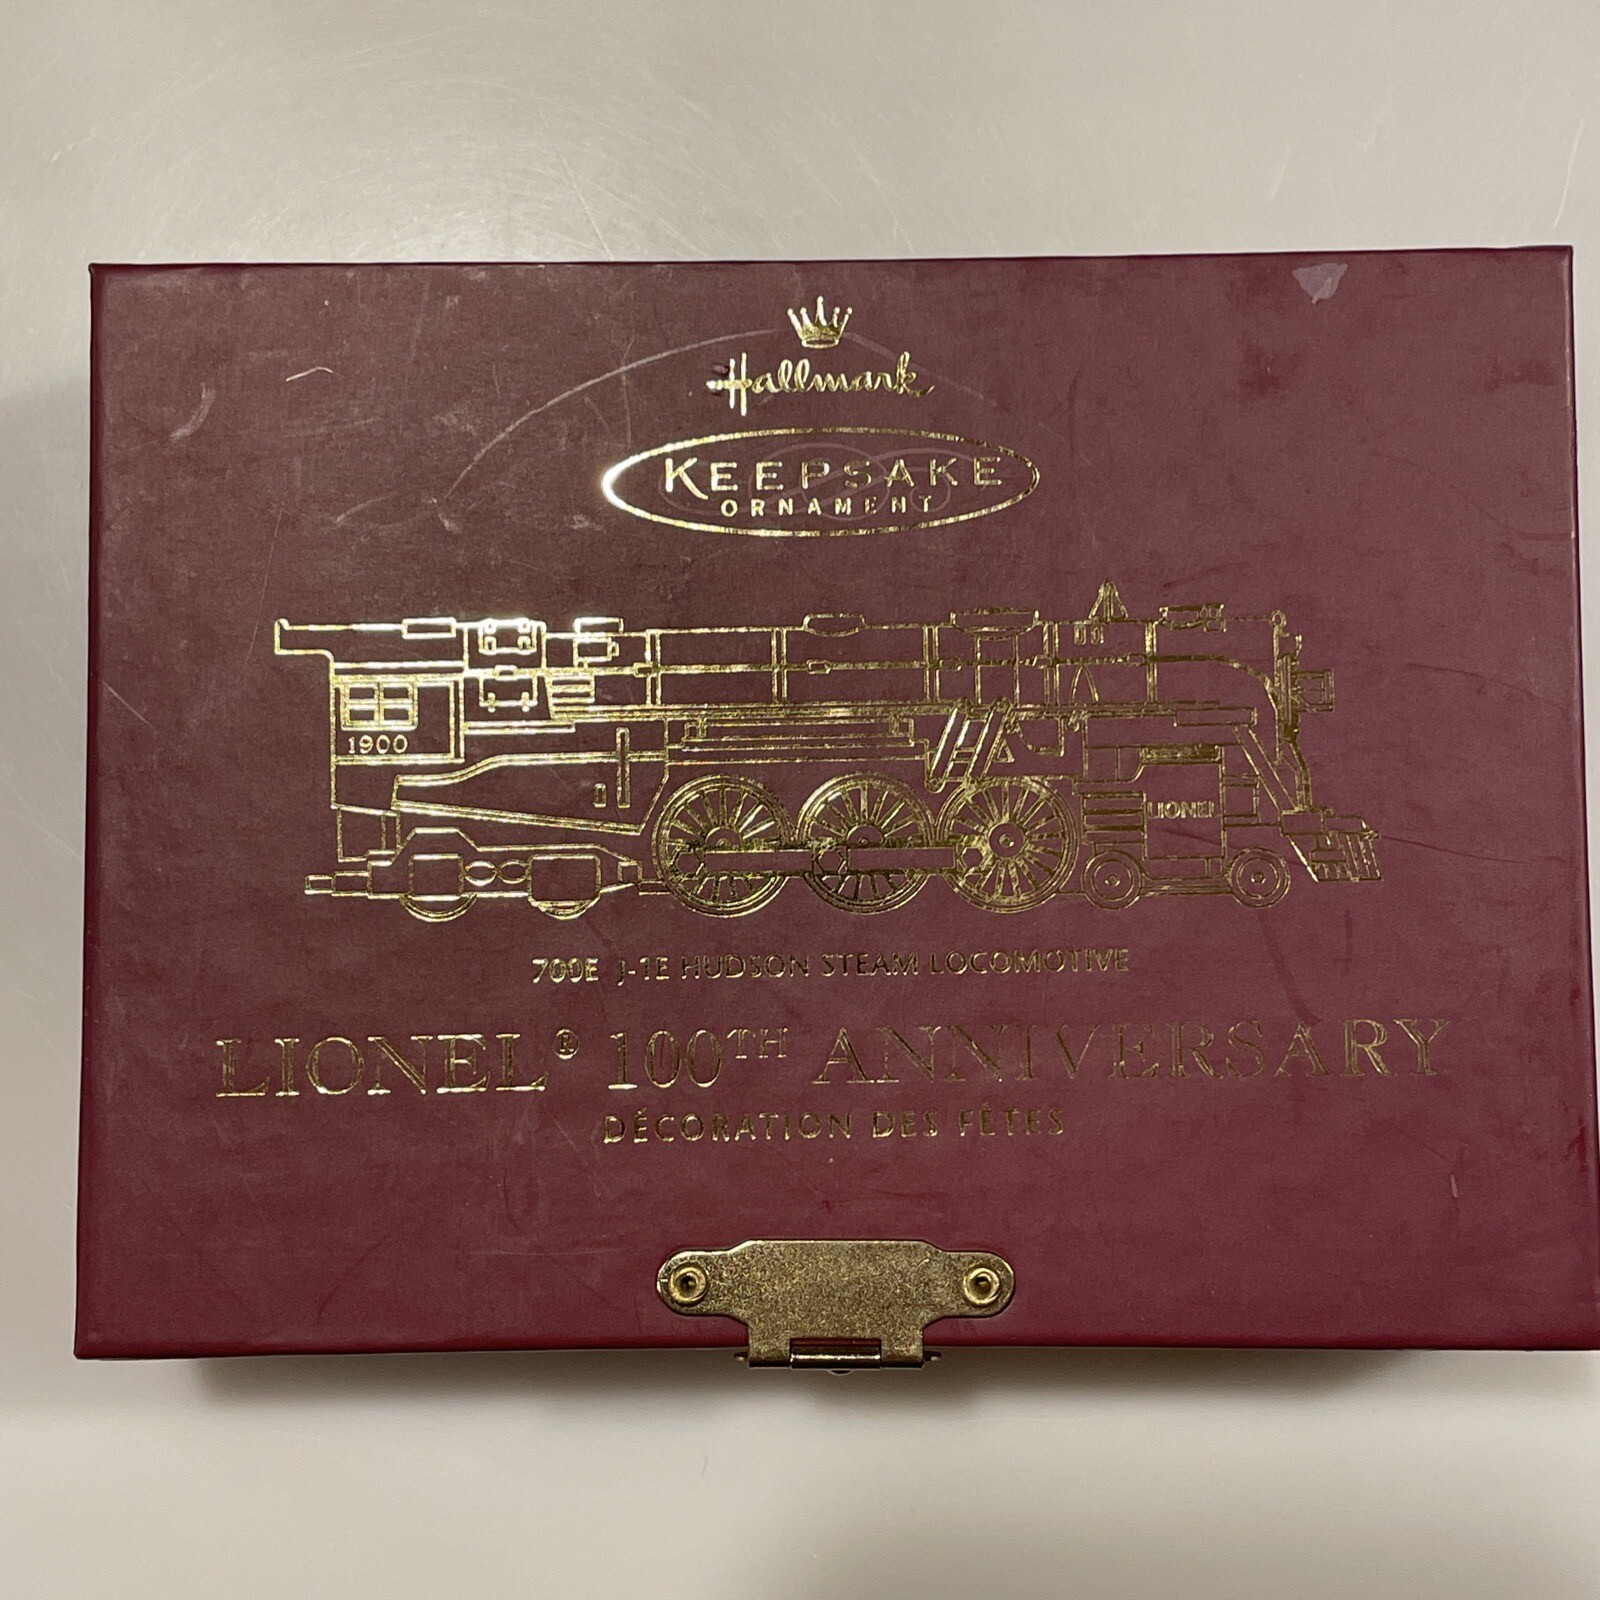 Hallmark
KEEPSAKE
ORNAMENT
1900
LIONEL
700E J-1E HUDSON STEAM LOCOMOTIVE
LIONEL® 100TH ANNIVERSARY
DÉCORATION DES FÊTES